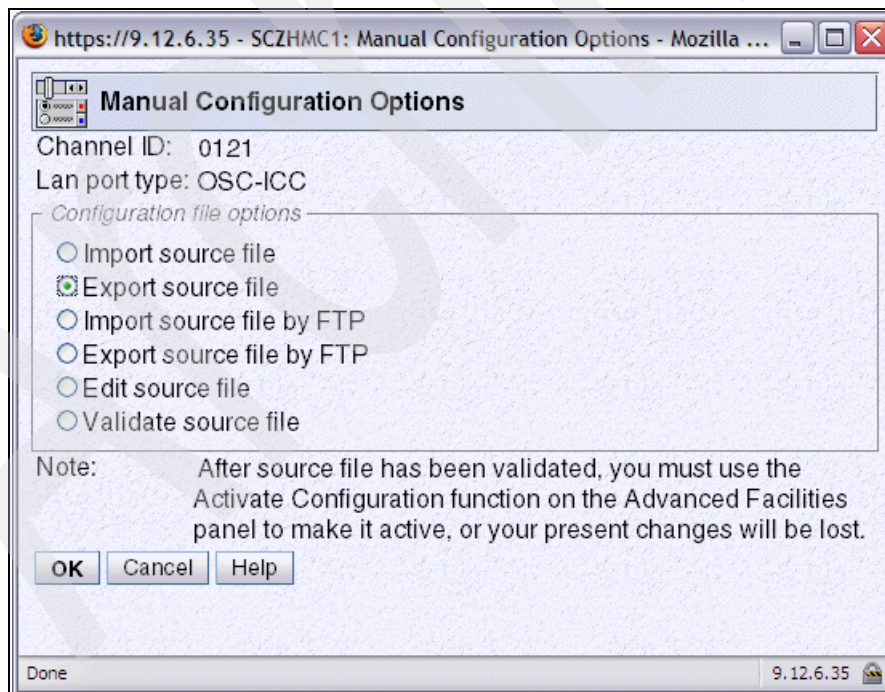 https://9.12.6.35 - SCZHMC1: Manual Configuration Options - Mozilla ...
Manual Configuration Options
Channel ID: 0121
Lan port type: OSC-ICC
Configuration file options
Import source file
Export source file
Import source file by FTP
Export source file by FTP
Edit source file
Validate source file
Note: After source file has been validated, you must use the
Activate Configuration function on the Advanced Facilities
panel to make it active, or your present changes will be lost.
OK Cancel Help
Done 9.12.6.35